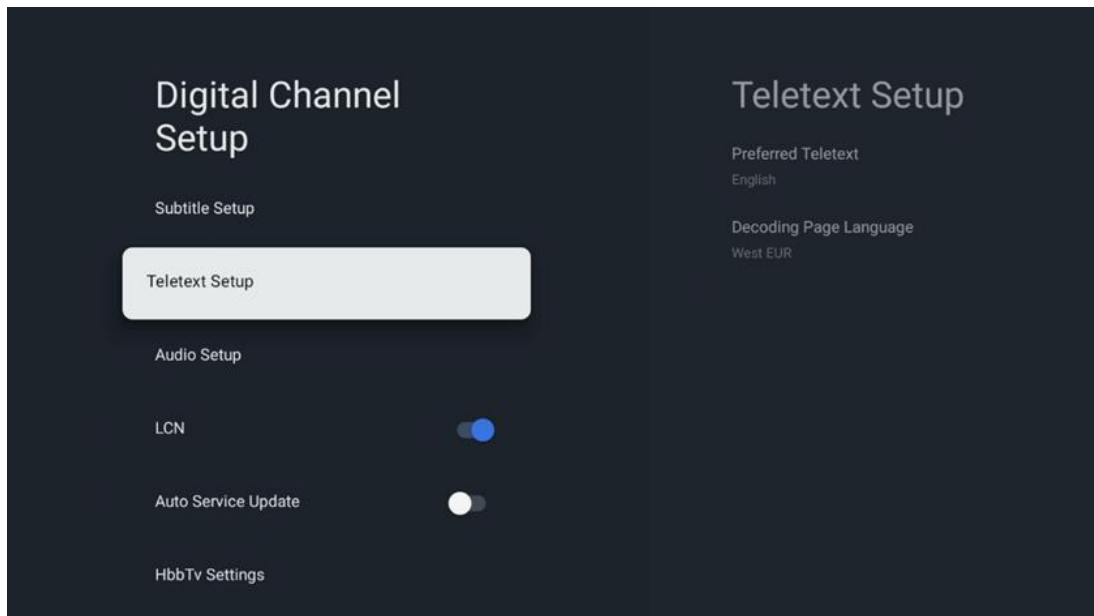 Digital Channel
Setup
Subtitle Setup
Teletext Setup
Audio Setup
LCN
Auto Service Update
HbbTv Settings
Teletext Setup
Preferred Teletext
English
Decoding Page Language
West EUR